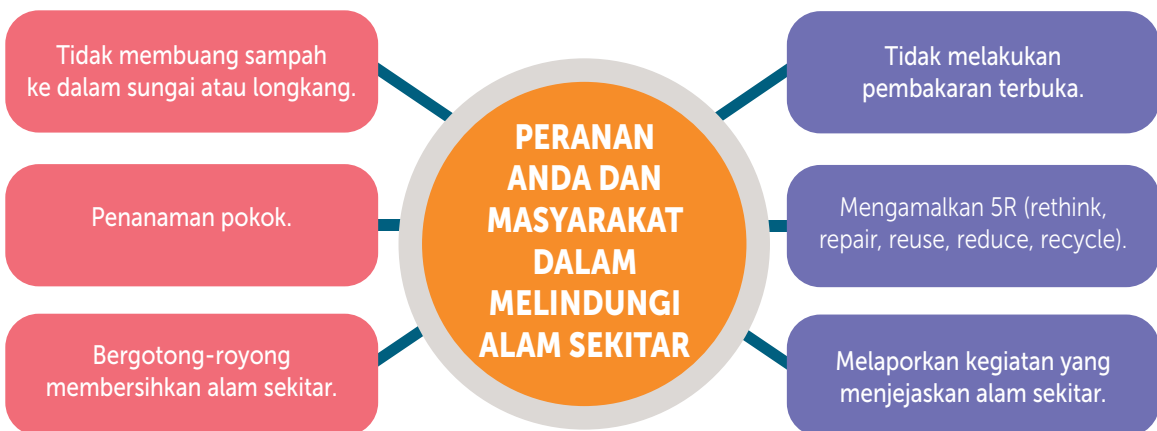 Tidak membuang sampah
ke dalam sungai atau longkang.
Penanaman pokok.
Bergotong-royong
membersihkan alam sekitar.
PERANAN
ANDA DAN
MASYARAKAT
DALAM
MELINDUNGI
ALAM SEKITAR
Tidak melakukan
pembakaran terbuka.
Mengamalkan 5R (rethink,
repair, reuse, reduce, recycle).
Melaporkan kegiatan yang
menjejaskan alam sekitar.